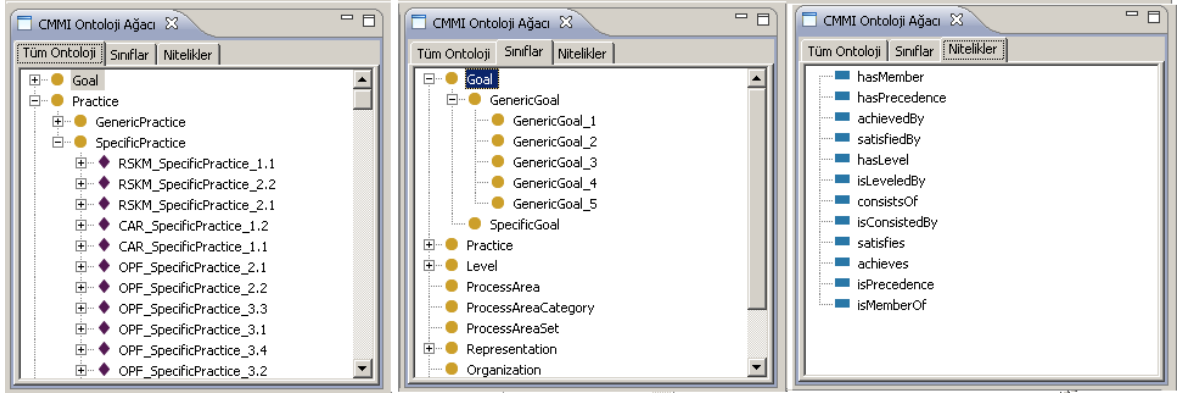 CMMI Ontoloji Ağacı
Tüm Ontoloji Sınıflar Nitelikler
Goal
Practice
GenericPractice
SpecificPractice
RSKM_SpecificPractice_1.1
RSKM_SpecificPractice_2.2
RSKM_SpecificPractice_2.1
CAR_SpecificPractice_1.2
CAR_SpecificPractice_1.1
OPF_SpecificPractice_2.1
OPF_SpecificPractice_2.2
OPF_SpecificPractice_3.3
OPF_SpecificPractice_3.1
OPF_SpecificPractice_3.4
OPF_SpecificPractice_3.2
CMMI Ontoloji Ağacı
Tüm Ontoloji Sınıflar Nitelikler
Goal
GenericGoal
GenericGoal_1
GenericGoal_2
GenericGoal_3
GenericGoal_4
GenericGoal_5
SpecificGoal
Practice
Level
ProcessArea
ProcessAreaCategory
ProcessAreaSet
Representation
Organization
CMMI Ontoloji Ağacı
Tüm Ontoloji Sınıflar Nitelikler
hasMember
hasPrecedence
achievedBy
satisfiedBy
hasLevel
isLeveledBy
consistsOf
isConsistedBy
satisfies
achieves
isPrecedence
isMemberOf